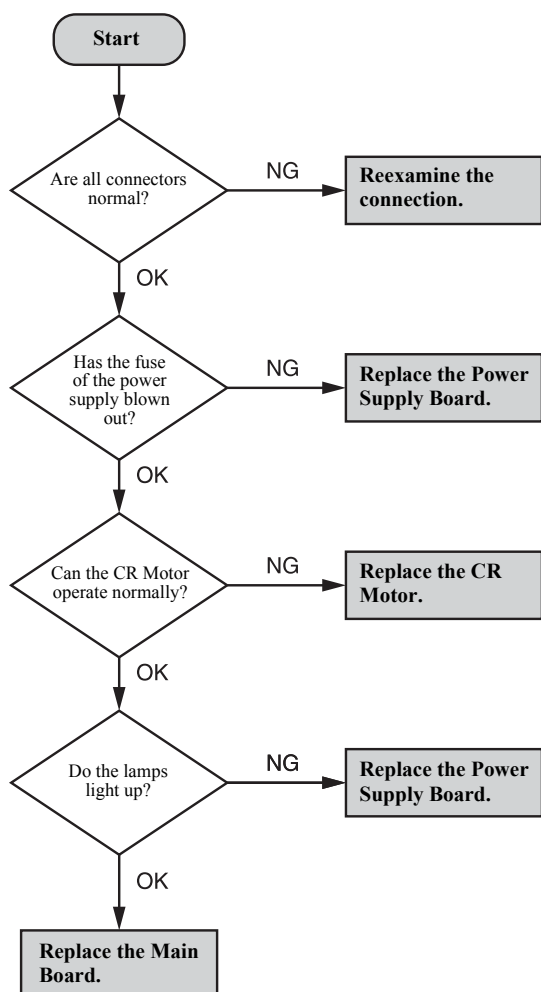 Start
Are all connectors
normal?
NG
Reexamine the
connection.
OK
Has the fuse
of the power
supply blown
out?
NG
Replace the Power
Supply Board.
OK
Can the CR Motor
operate normally?
NG
Replace the CR
Motor.
OK
Do the lamps
light up?
NG
Replace the Power
Supply Board.
OK
Replace the Main
Board.